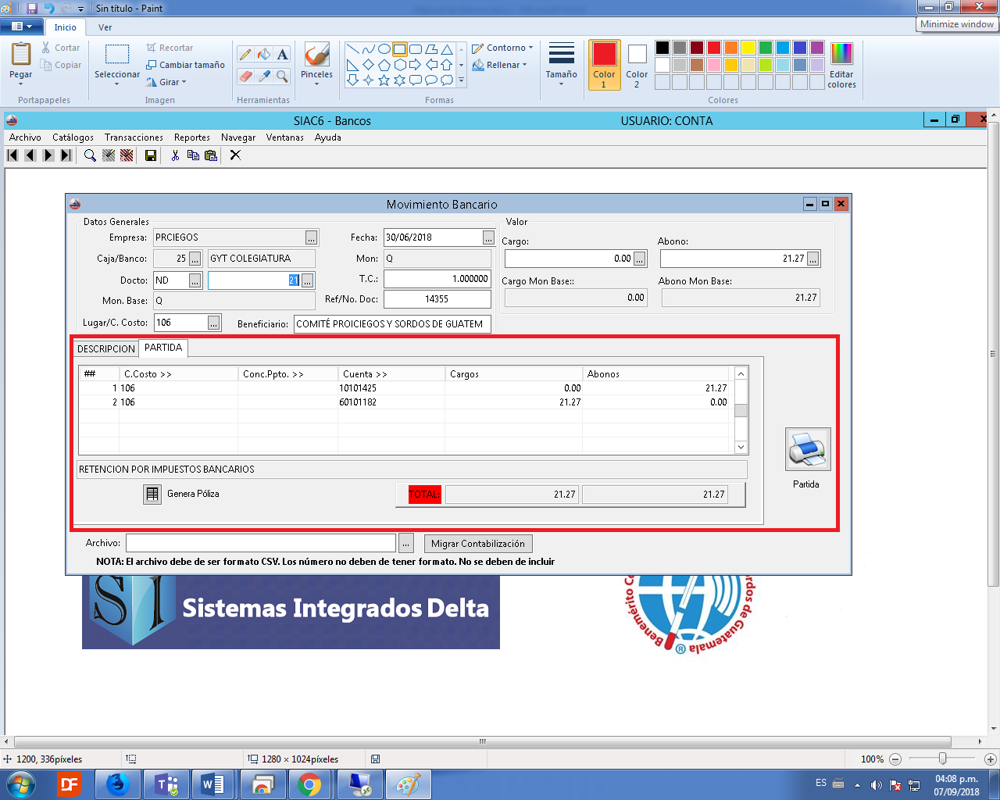 Sin título - Paint
Minimize window
Inicio
Ver
Pegar
Cortar
Copiar
Portapapeles
Seleccionar
Recortar
Cambiar tamaño
Girar
Imagen
Herramientas
Pinceles
Contorno
Rellenar
Formas
Tamaño
Color 1
Color 2
Editar colores
Colores
SIAC6 - Bancos
USUARIO: CONTA
Archivo Catálogos Transacciones Reportes Navegar Ventanas Ayuda
Movimiento Bancario
Datos Generales
Empresa: PRCIEGOS ...
Fecha: 30/06/2018 ...
Caja/Banco: 25 ... GYT COLEGIATURA
Mon: Q
Docto: ND ... 21 ...
T.C.: 1.000000
Mon. Base: Q
Ref/No. Doc: 14355
Lugar/C. Costo: 106 ...
Beneficiario: COMITÉ PROICIEGOS Y SORDOS DE GUATEM
Valor
Cargo: Abono:
0.00 ... 21.27 ...
Cargo Mon Base:: Abono Mon Base:
0.00 21.27
DESCRIPCION PARTIDA
## C.Costo >> Conc.Ppto. >> Cuenta >> Cargos Abonos
1 106 10101425 0.00 21.27
2 106 60101182 21.27 0.00
RETENCION POR IMPUESTOS BANCARIOS
Genera Póliza
TOTAL: 21.27 21.27
Partida
Archivo: ... Migrar Contabilización
NOTA: El archivo debe de ser formato CSV. Los número no deben de tener formato. No se deben de incluir
SI
Sistemas Integrados Delta
Benemérito Co
rdos de Guatemala
®
1200, 336píxeles
1280 × 1024píxeles
100%
DF
ES
04:08 p.m.
07/09/2018